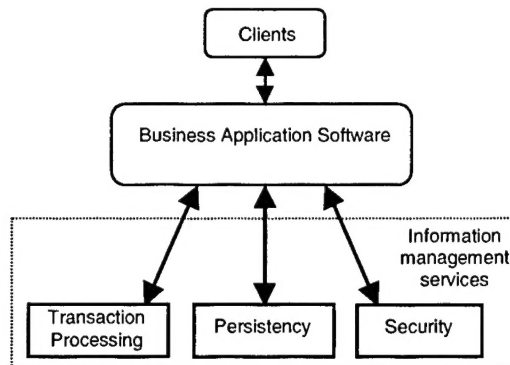 Clients
Business Application Software
Information
management
services
Transaction
Processing
Persistency
Security